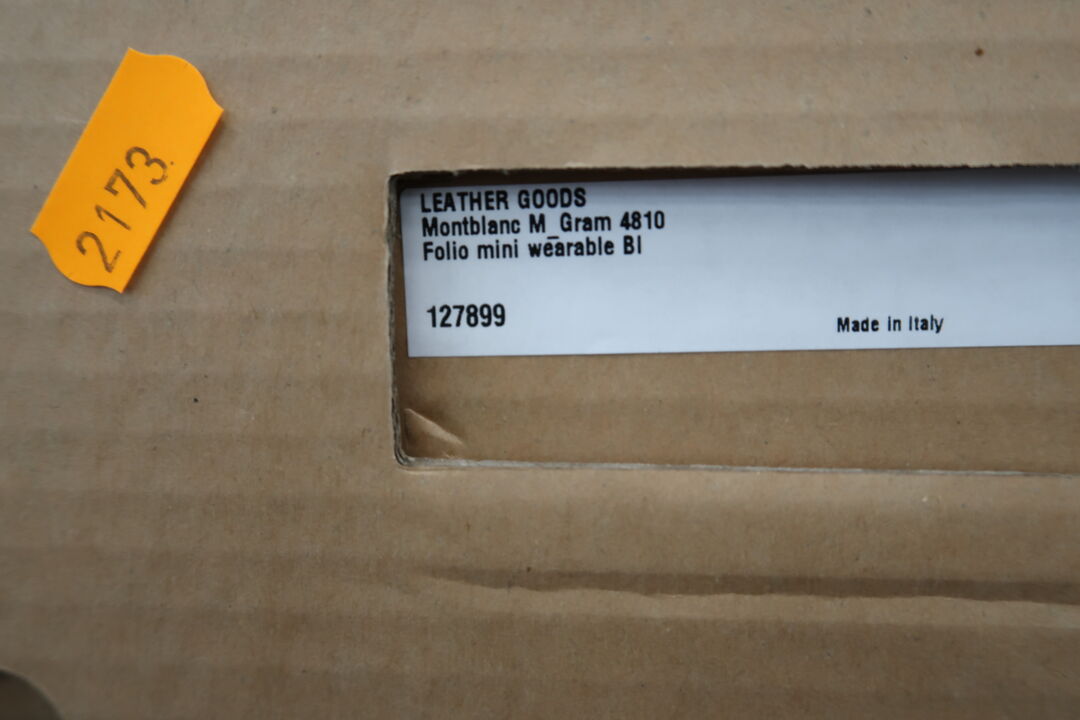 2173
LEATHER GOODS
Montblanc M_Gram 4810
Folio mini wearable Bl
127899
Made in Italy